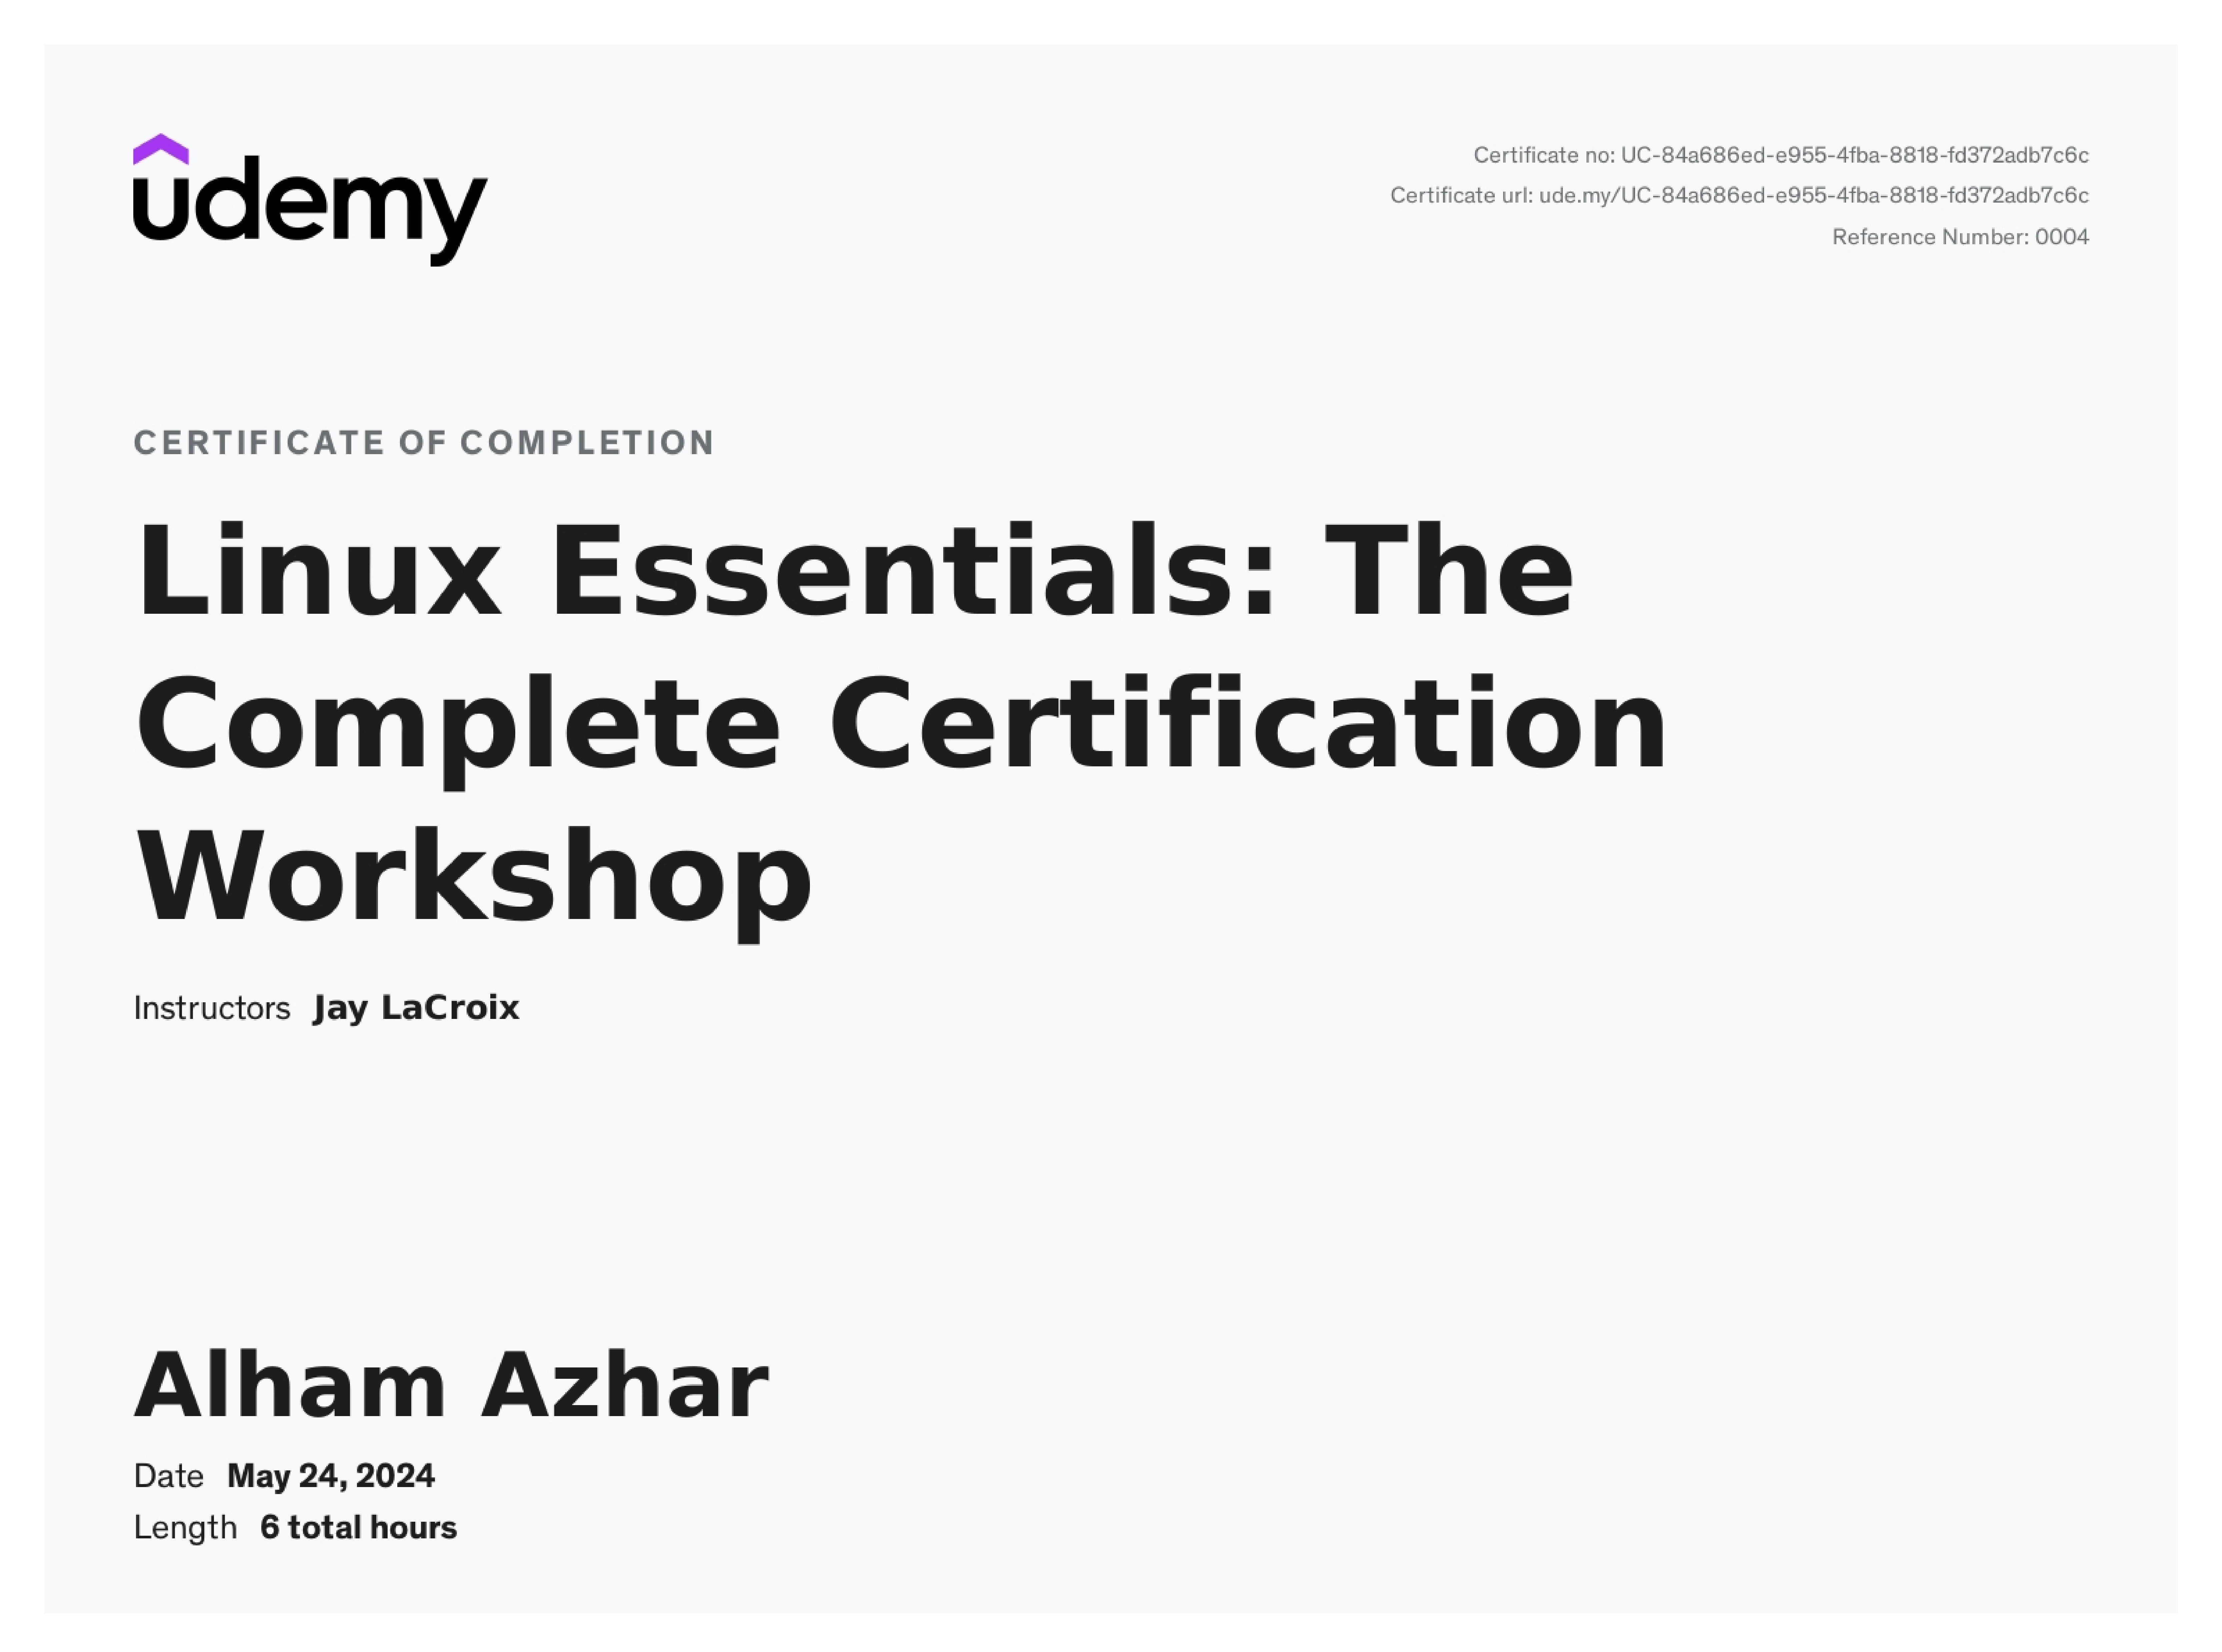 udemy
Certificate no: UC-84a686ed-e955-4fba-8818-fd372adb7c6c
Certificate url: ude.my/UC-84a686ed-e955-4fba-8818-fd372adb7c6c
Reference Number: 0004
CERTIFICATE OF COMPLETION
Linux Essentials: The
Complete Certification
Workshop
Instructors Jay LaCroix
Alham Azhar
Date May 24, 2024
Length 6 total hours